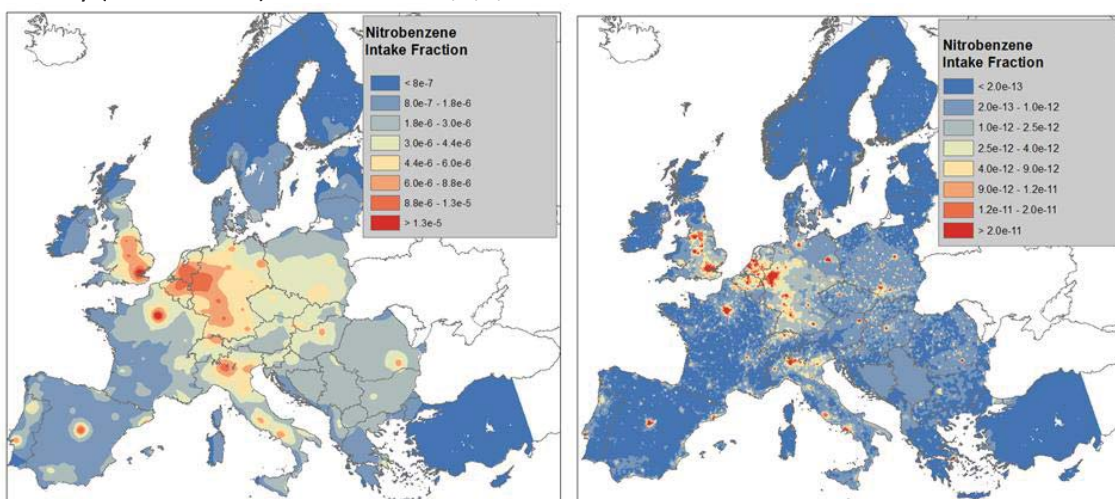 Nitrobenzene
Intake Fraction
< 8e-7
8.0e-7 - 1.8e-6
1.8e-6 - 3.0e-6
3.0e-6 - 4.4e-6
4.4e-6 - 6.0e-6
6.0e-6 - 8.8e-6
8.8e-6 - 1.3e-5
> 1.3e-5
Nitrobenzene
Intake Fraction
< 2.0e-13
2.0e-13 - 1.0e-12
1.0e-12 - 2.5e-12
2.5e-12 - 4.0e-12
4.0e-12 - 9.0e-12
9.0e-12 - 1.2e-11
1.2e-11 - 2.0e-11
> 2.0e-11